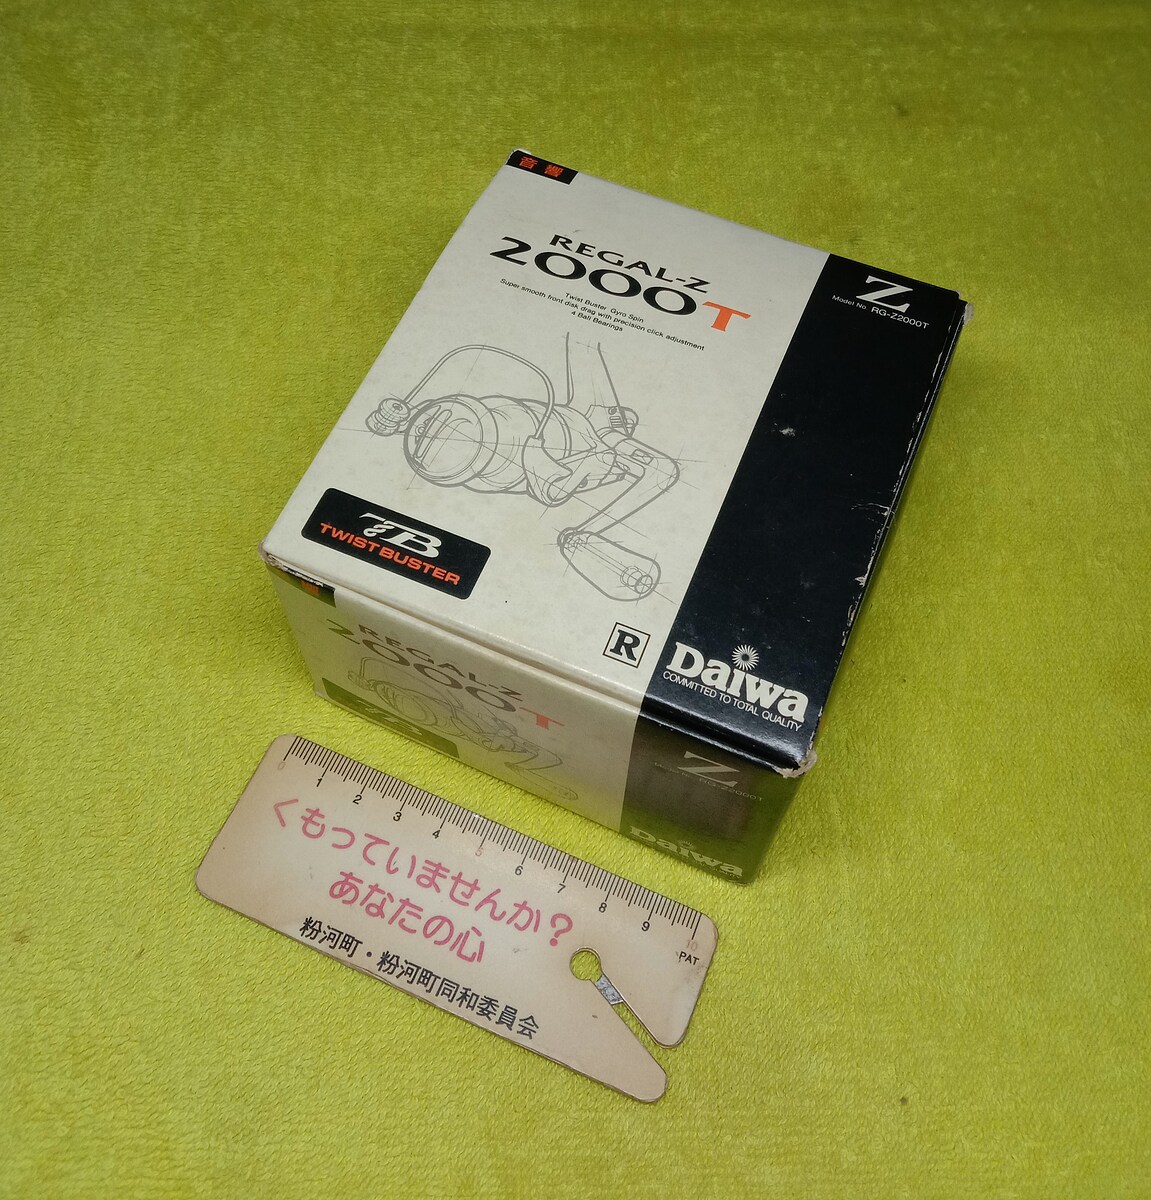 音響
REGAL-Z
2000T
Twist Buster Gyro Spin
Super smooth front disk drag with precision click adjustment
4 Ball Bearings
Z
Model No RG-Z2000T
TB
TWIST BUSTER
R
Daiwa
COMMITTED TO TOTAL QUALITY
REGAL-Z
2000T
Z
RG-Z2000T
Daiwa
0 1 2 3 4 5 6 7 8 9 10
PAT
くもっていませんか?
あなたの心
粉河町・粉河町同和委員会